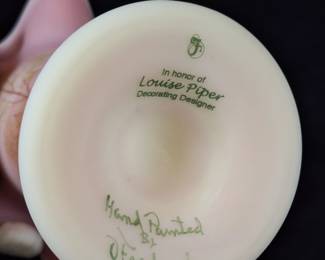 In honor of
Louise Piper
Decorating Designer
Hand Painted
By